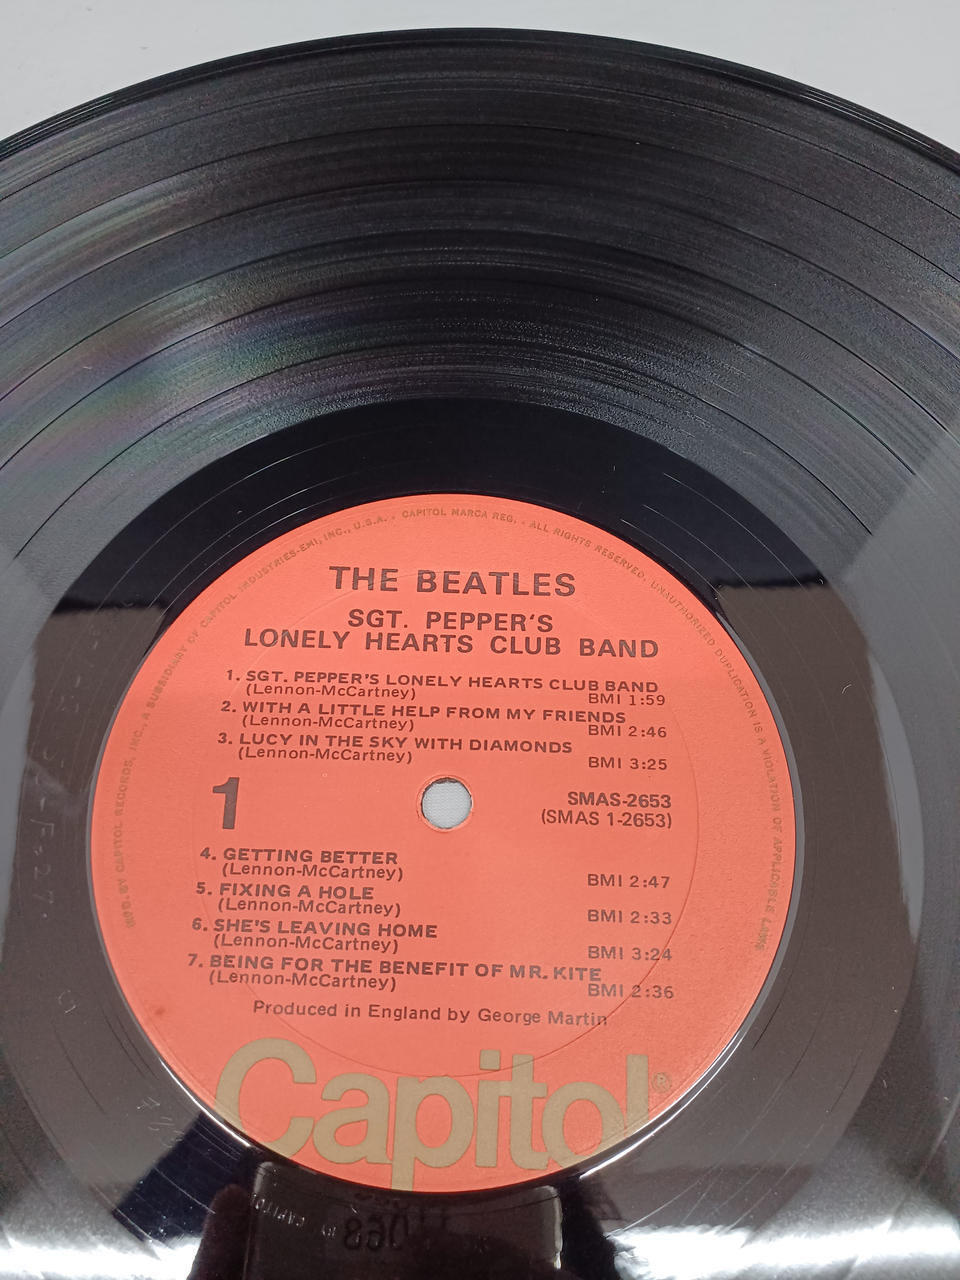 MFD. BY CAPITOL RECORDS, INC., A SUBSIDIARY OF CAPITOL INDUSTRIES-EMI, INC., U.S.A. • CAPITOL MARCA REG. • ALL RIGHTS RESERVED. UNAUTHORIZED DUPLICATION IS A VIOLATION OF APPLICABLE LAWS
THE BEATLES
SGT. PEPPER'S
LONELY HEARTS CLUB BAND
1. SGT. PEPPER'S LONELY HEARTS CLUB BAND
(Lennon-McCartney) BMI 1:59
2. WITH A LITTLE HELP FROM MY FRIENDS
(Lennon-McCartney) BMI 2:46
3. LUCY IN THE SKY WITH DIAMONDS
(Lennon-McCartney) BMI 3:25
1
SMAS-2653
(SMAS 1-2653)
4. GETTING BETTER
(Lennon-McCartney) BMI 2:47
5. FIXING A HOLE
(Lennon-McCartney) BMI 2:33
6. SHE'S LEAVING HOME
(Lennon-McCartney) BMI 3:24
7. BEING FOR THE BENEFIT OF MR. KITE
(Lennon-McCartney) BMI 2:36
Produced in England by George Martin
Capitol®